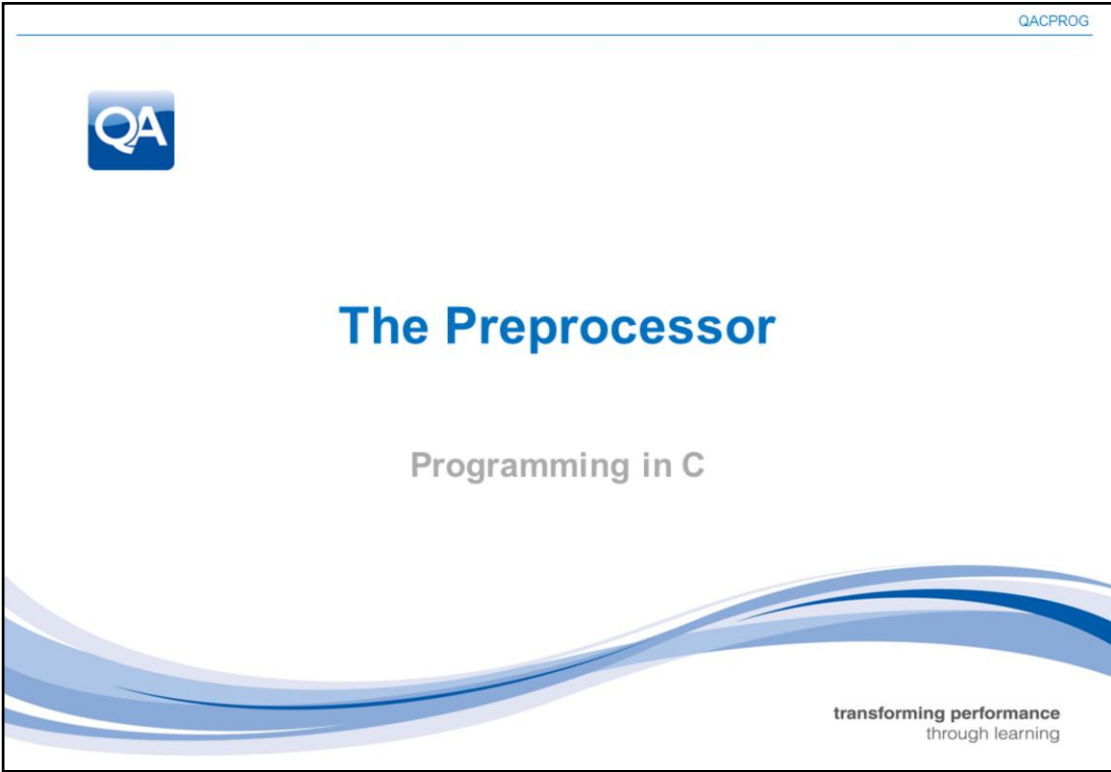 QACPROG
QA
The Preprocessor
Programming in C
transforming performance
through learning